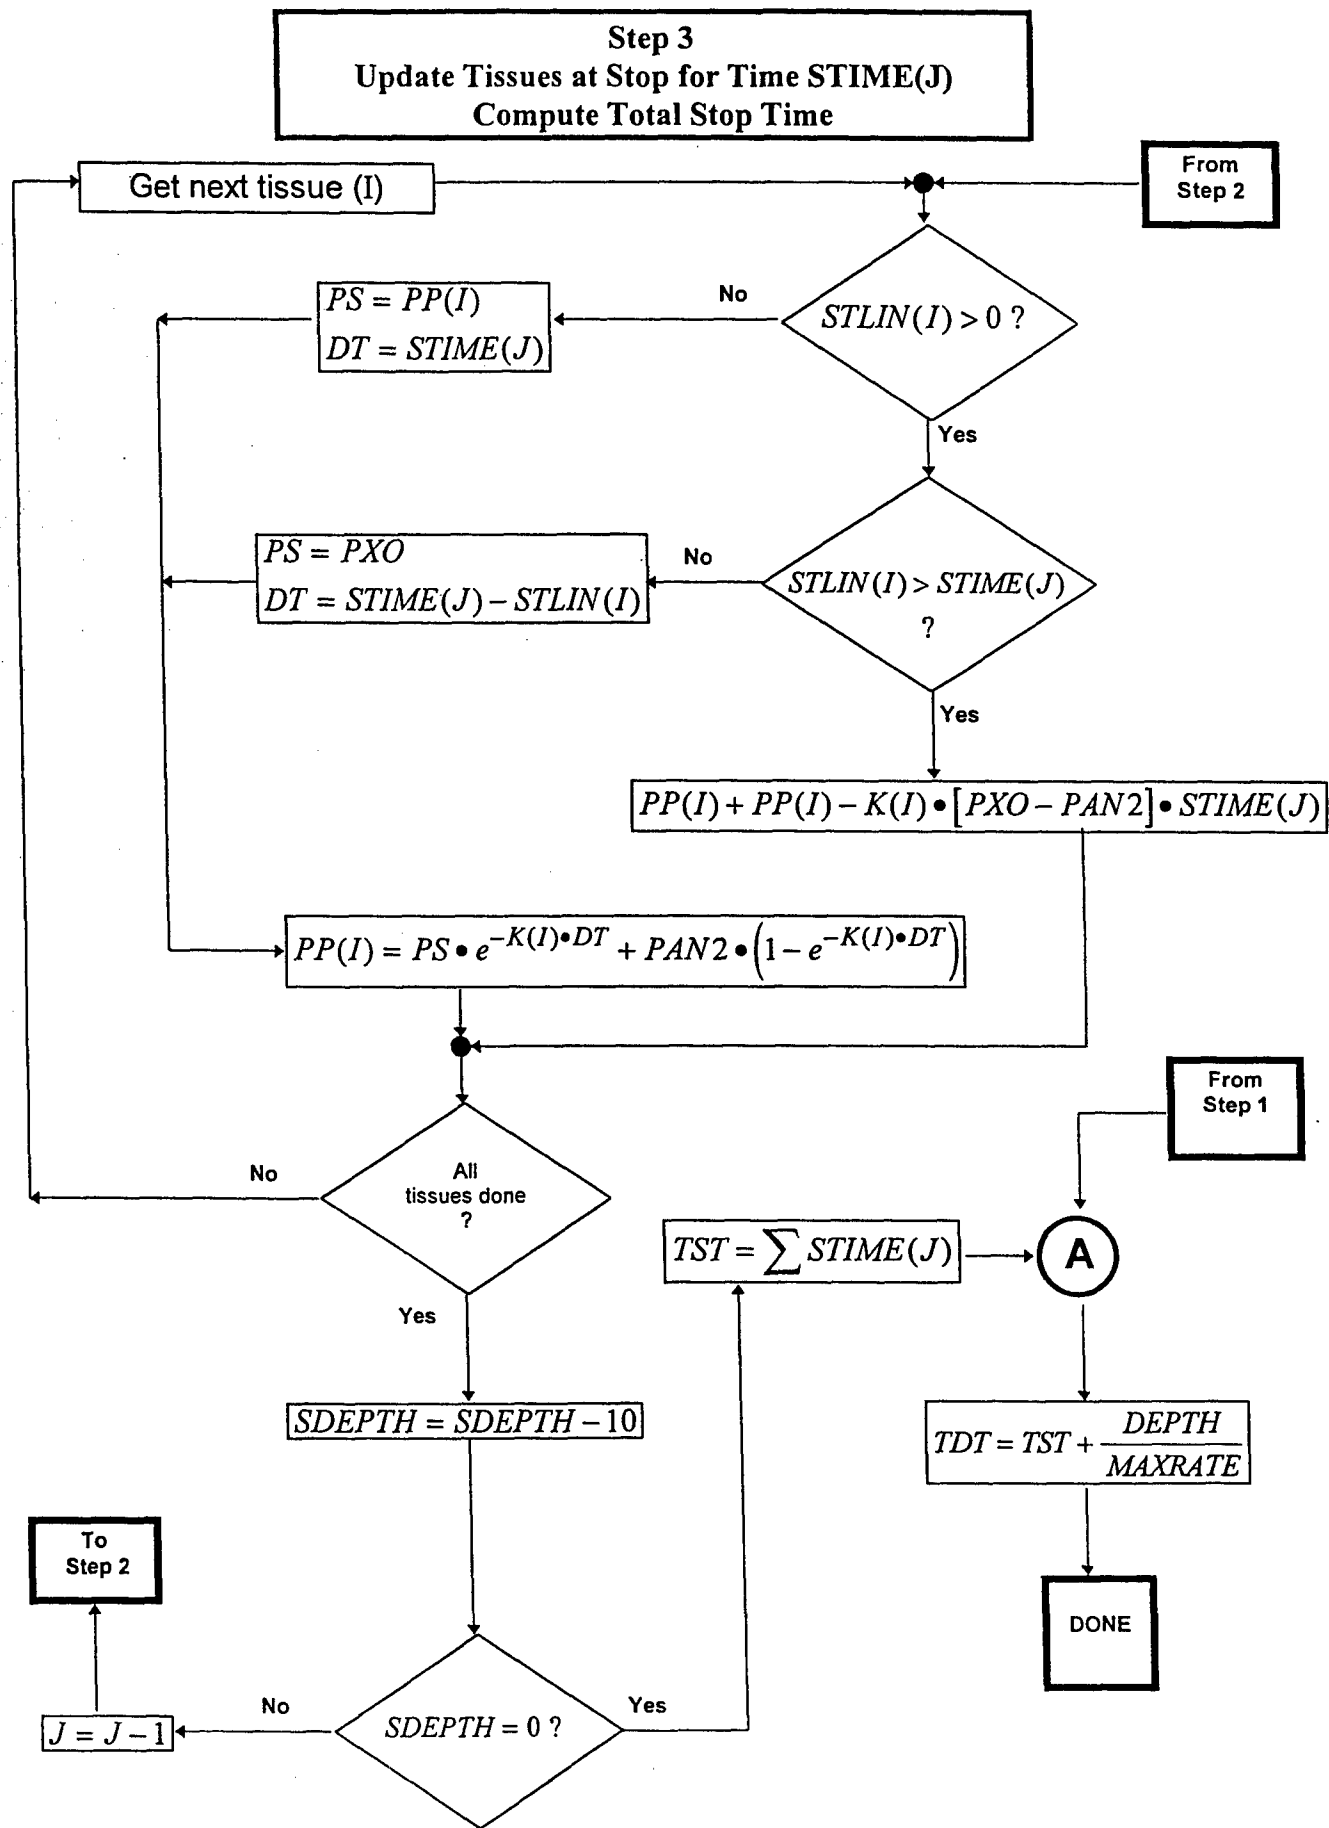 Step 3
Update Tissues at Stop for Time STIME(J)
Compute Total Stop Time
Get next tissue (I)
From
Step 2
STLIN(I) > 0 ?
No
PS = PP(I)
DT = STIME(J)
Yes
STLIN(I) > STIME(J)
?
No
PS = PXO
DT = STIME(J) − STLIN(I)
Yes
PP(I) + PP(I) − K(I) • [PXO − PAN2] • STIME(J)
PP(I) = PS • e^{−K(I)•DT} + PAN2 • (1 − e^{−K(I)•DT})
From
Step 1
All
tissues done
?
No
Yes
TST = ∑ STIME(J)
A
SDEPTH = SDEPTH − 10
TDT = TST + DEPTH / MAXRATE
To
Step 2
DONE
SDEPTH = 0 ?
No
Yes
J = J − 1